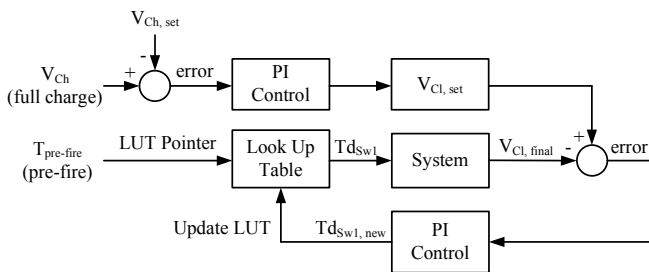 V_Ch, set
-
V_Ch
(full charge)
+
error
PI
Control
V_Cl, set
T_pre-fire
(pre-fire)
LUT Pointer
Look Up
Table
Td_Sw1
System
V_Cl, final
+
-
error
Update LUT
Td_Sw1, new
PI
Control